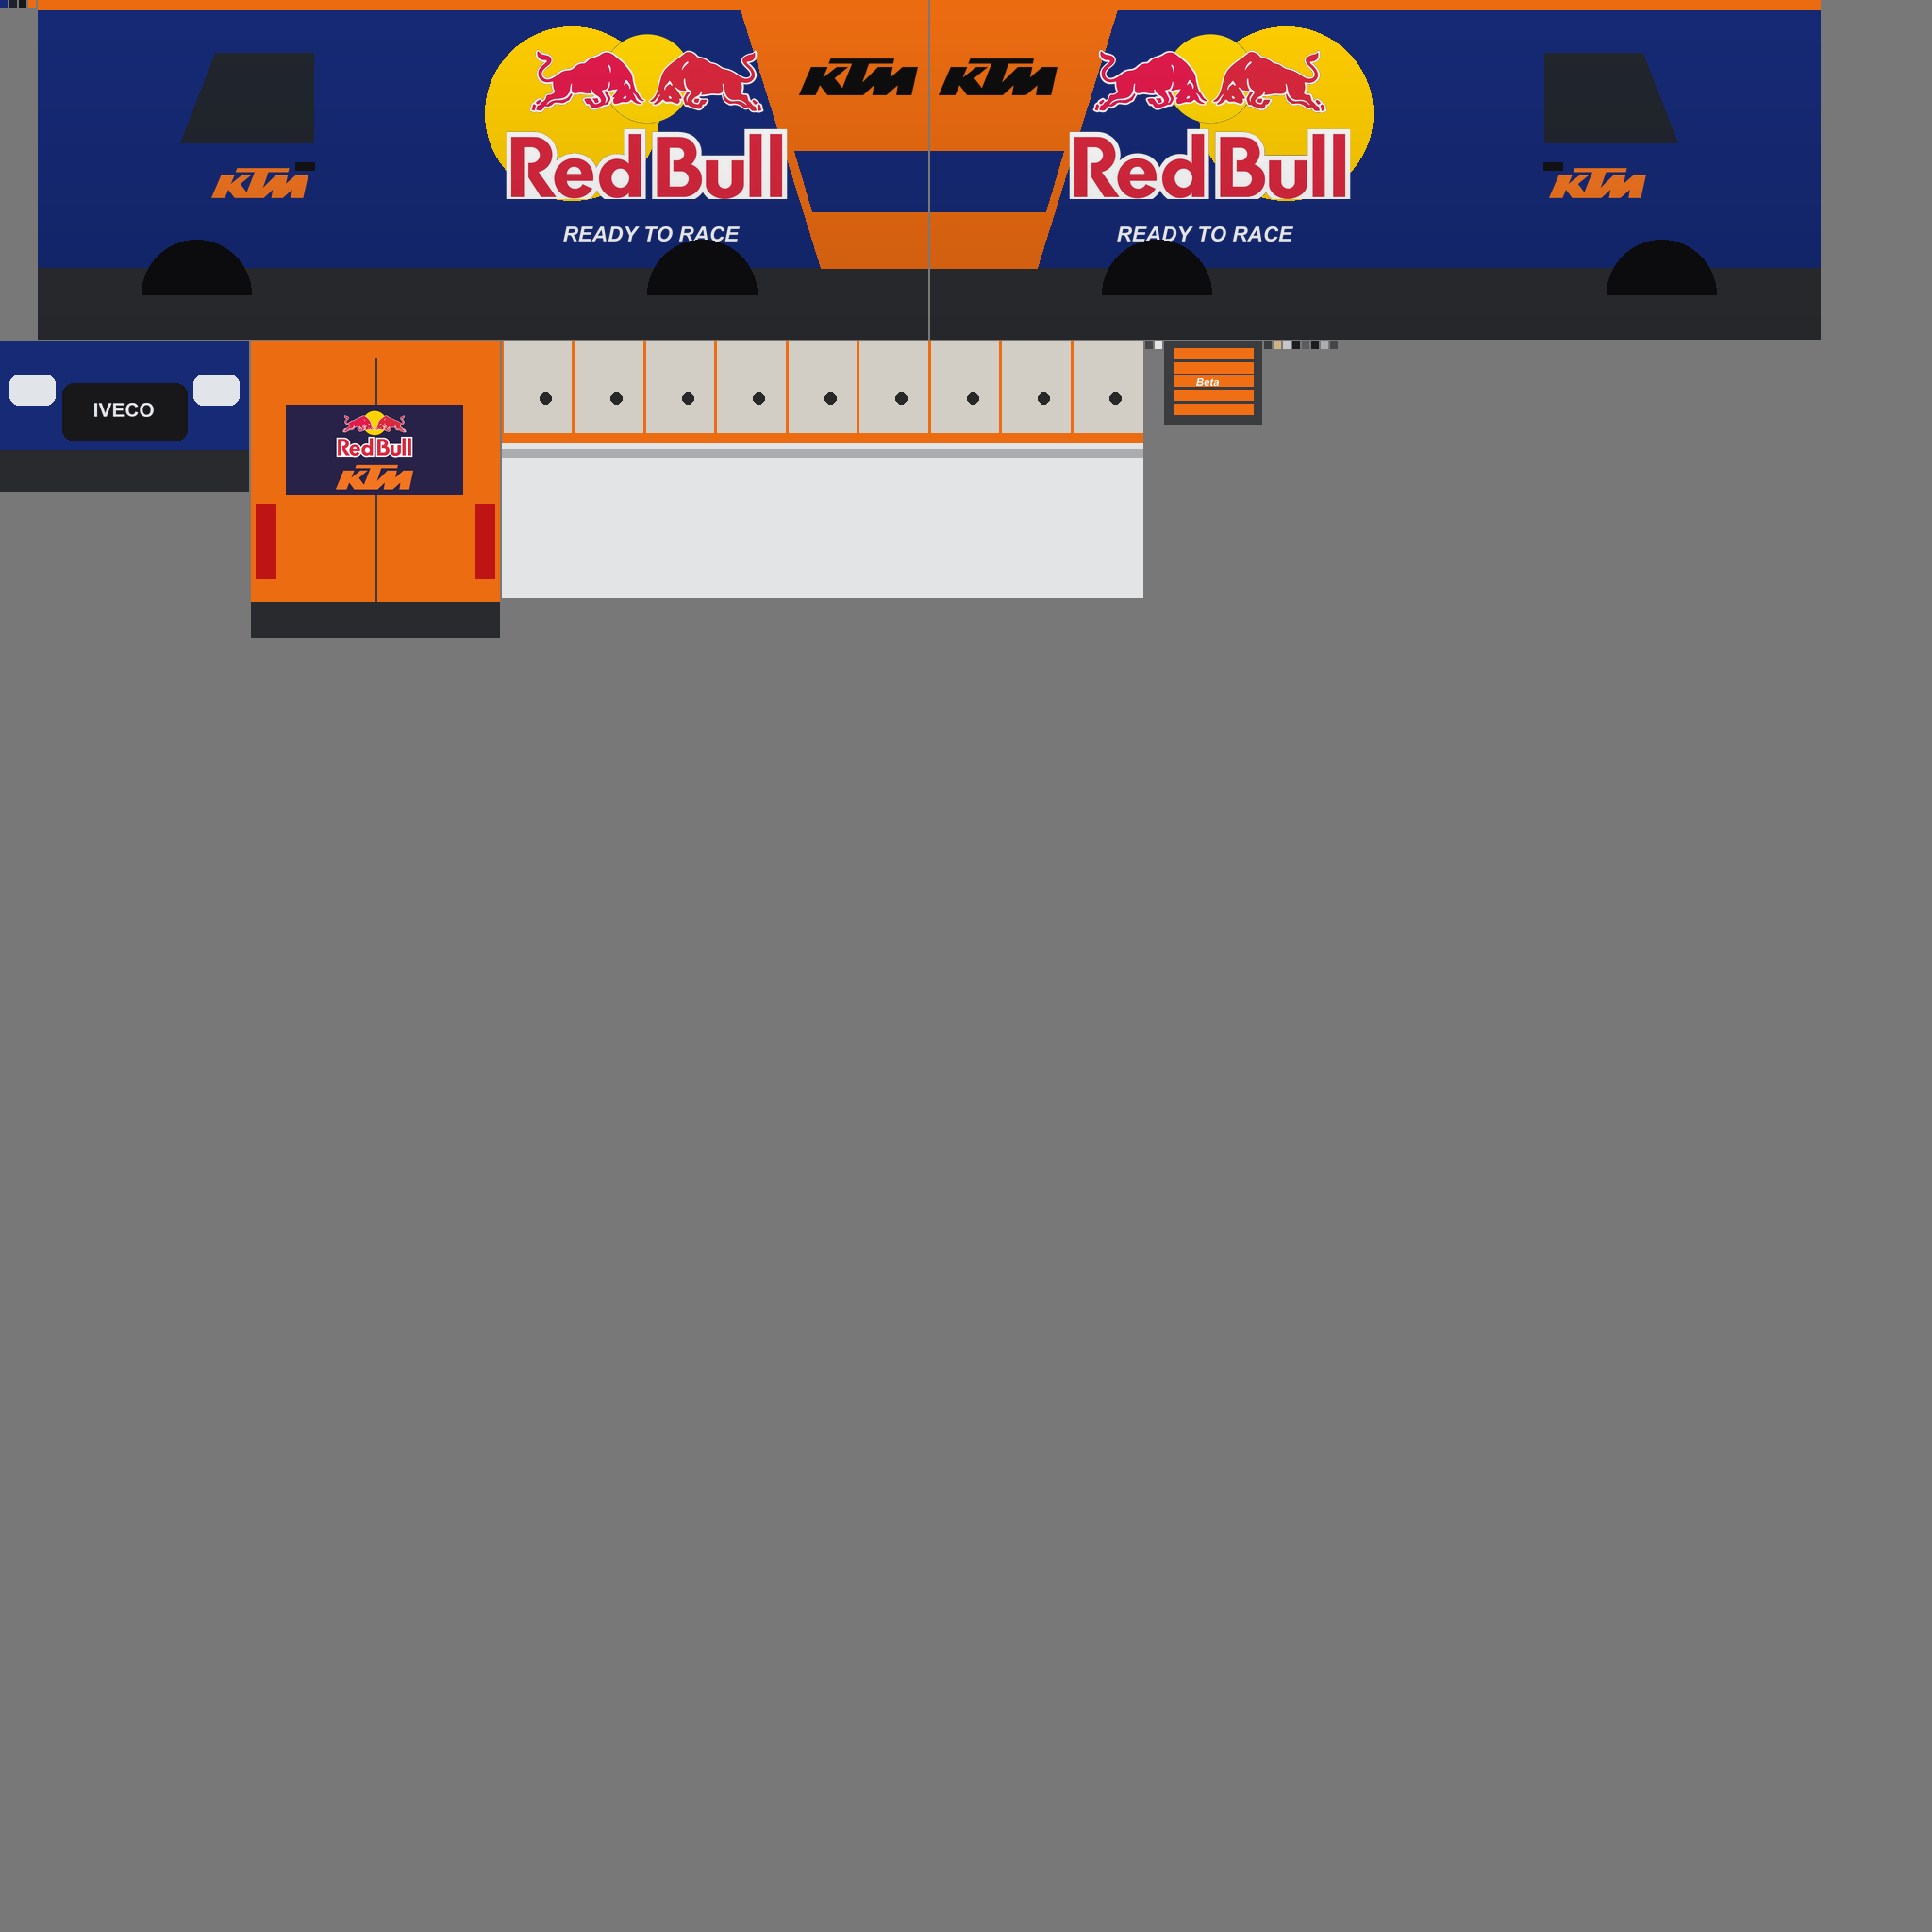 KTM KTM
Red Bull Red Bull
KTM KTM
READY TO RACE READY TO RACE
Beta
IVECO
Red Bull
KTM